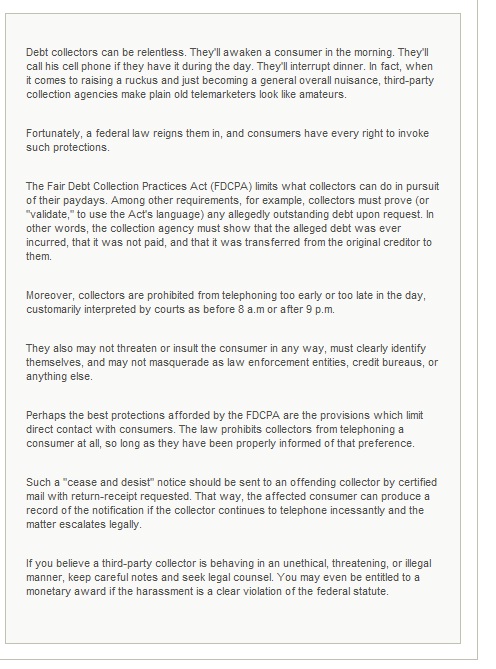 Debt collectors can be relentless. They'll awaken a consumer in the morning. They'll
call his cell phone if they have it during the day. They'll interrupt dinner. In fact, when
it comes to raising a ruckus and just becoming a general overall nuisance, third-party
collection agencies make plain old telemarketers look like amateurs.
Fortunately, a federal law reigns them in, and consumers have every right to invoke
such protections.
The Fair Debt Collection Practices Act (FDCPA) limits what collectors can do in pursuit
of their paydays. Among other requirements, for example, collectors must prove (or
"validate," to use the Act's language) any allegedly outstanding debt upon request. In
other words, the collection agency must show that the alleged debt was ever
incurred, that it was not paid, and that it was transferred from the original creditor to
them.
Moreover, collectors are prohibited from telephoning too early or too late in the day,
customarily interpreted by courts as before 8 a.m or after 9 p.m.
They also may not threaten or insult the consumer in any way, must clearly identify
themselves, and may not masquerade as law enforcement entities, credit bureaus, or
anything else.
Perhaps the best protections afforded by the FDCPA are the provisions which limit
direct contact with consumers. The law prohibits collectors from telephoning a
consumer at all, so long as they have been properly informed of that preference.
Such a "cease and desist" notice should be sent to an offending collector by certified
mail with return-receipt requested. That way, the affected consumer can produce a
record of the notification if the collector continues to telephone incessantly and the
matter escalates legally.
If you believe a third-party collector is behaving in an unethical, threatening, or illegal
manner, keep careful notes and seek legal counsel. You may even be entitled to a
monetary award if the harassment is a clear violation of the federal statute.